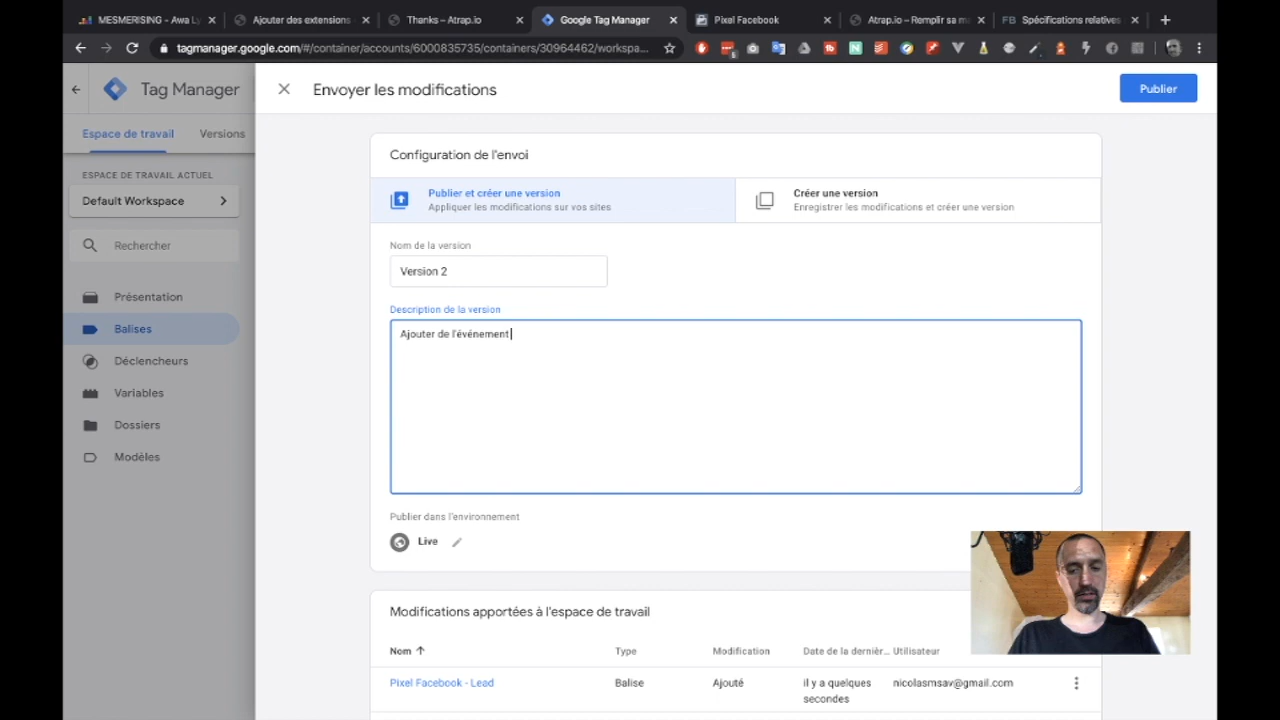 MESMERISING - Awa Ly
Ajouter des extensions
Thanks – Atrap.io
Google Tag Manager
Pixel Facebook
Atrap.io – Remplir sa m
FB Spécifications relatives
tagmanager.google.com/#/container/accounts/6000835735/containers/30964462/workspa...
Tag Manager
Envoyer les modifications
Publier
Espace de travail
Versions
Configuration de l'envoi
ESPACE DE TRAVAIL ACTUEL
Default Workspace
Publier et créer une version
Appliquer les modifications sur vos sites
Créer une version
Enregistrer les modifications et créer une version
Rechercher
Nom de la version
Version 2
Présentation
Description de la version
Balises
Ajouter de l'événement
Déclencheurs
Variables
Dossiers
Modèles
Publier dans l'environnement
Live
Modifications apportées à l'espace de travail
Nom
Type
Modification
Date de la dernièr...
Utilisateur
Pixel Facebook - Lead
Balise
Ajouté
il y a quelques
secondes
nicolasmsav@gmail.com